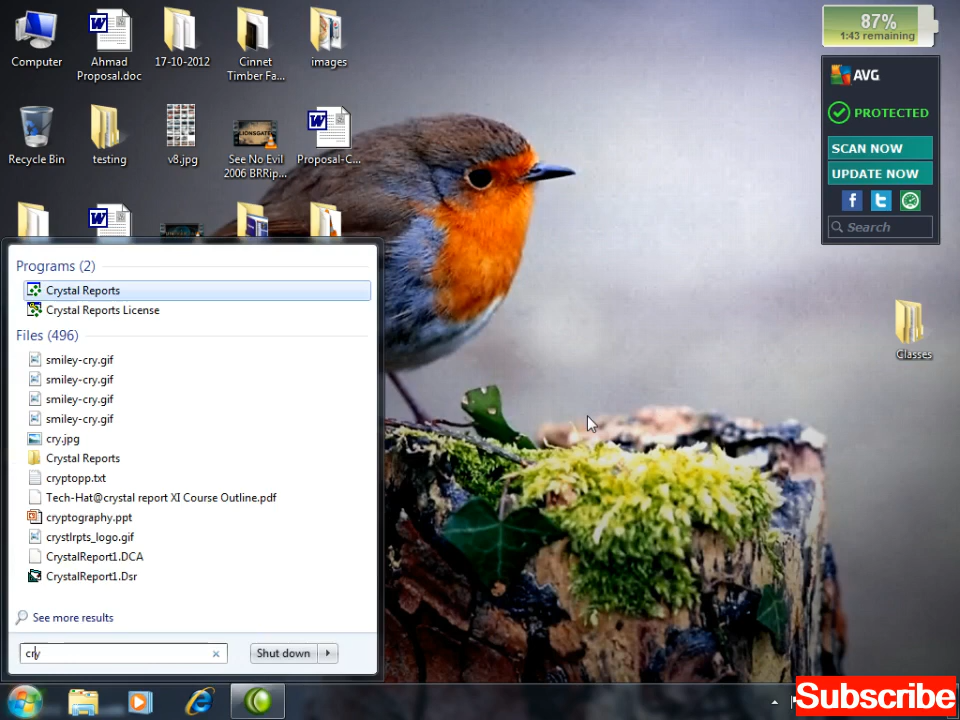 Computer
Ahmad
Proposal.doc
17-10-2012
Cinnet
Timber Fa...
images
Recycle Bin
testing
v8.jpg
See No Evil
2006 BRRip...
Proposal-C...
LIONSGATE
87%
1:43 remaining
AVG
PROTECTED
SCAN NOW
UPDATE NOW
Search
Classes
Programs (2)
Crystal Reports
Crystal Reports License
Files (496)
smiley-cry.gif
smiley-cry.gif
smiley-cry.gif
smiley-cry.gif
cry.jpg
Crystal Reports
cryptopp.txt
Tech-Hat@crystal report XI Course Outline.pdf
cryptography.ppt
crystlrpts_logo.gif
CrystalReport1.DCA
CrystalReport1.Dsr
See more results
cry
Shut down
Subscribe